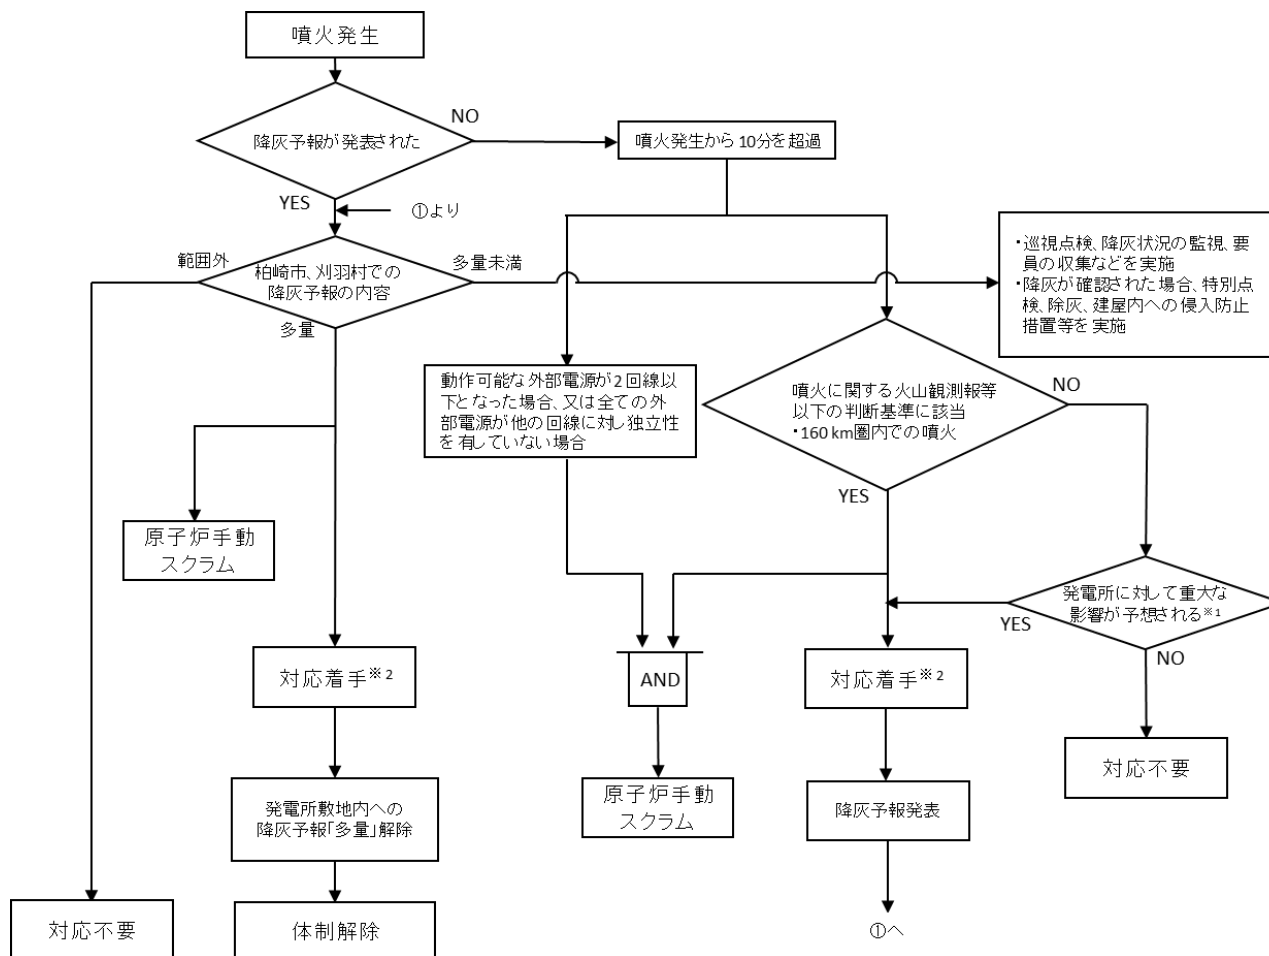 噴火発生
降灰予報が発表された
NO
噴火発生から10分を超過
YES
①より
範囲外
柏崎市、刈羽村での
降灰予報の内容
多量未満
多量
・巡視点検、降灰状況の監視、要
員の収集などを実施
・降灰が確認された場合、特別点
検、除灰、建屋内への侵入防止
措置等を実施
動作可能な外部電源が2回線以
下となった場合、又は全ての外
部電源が他の回線に対し独立性
を有していない場合
噴火に関する火山観測報等
以下の判断基準に該当
・160 km圏内での噴火
NO
YES
原子炉手動
スクラム
発電所に対して重大な
影響が予想される※1
YES
NO
対応着手※2
AND
対応着手※2
対応不要
発電所敷地内への
降灰予報「多量」解除
原子炉手動
スクラム
降灰予報発表
対応不要
体制解除
①へ